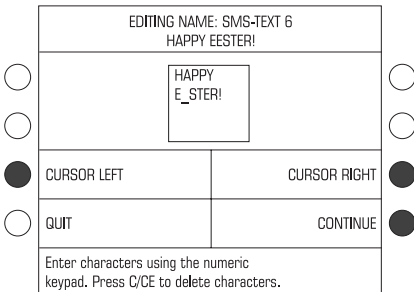 EDITING NAME: SMS-TEXT 6
HAPPY EESTER!
HAPPY
E_STER!
CURSOR LEFT
CURSOR RIGHT
QUIT
CONTINUE
Enter characters using the numeric
keypad. Press C/CE to delete characters.